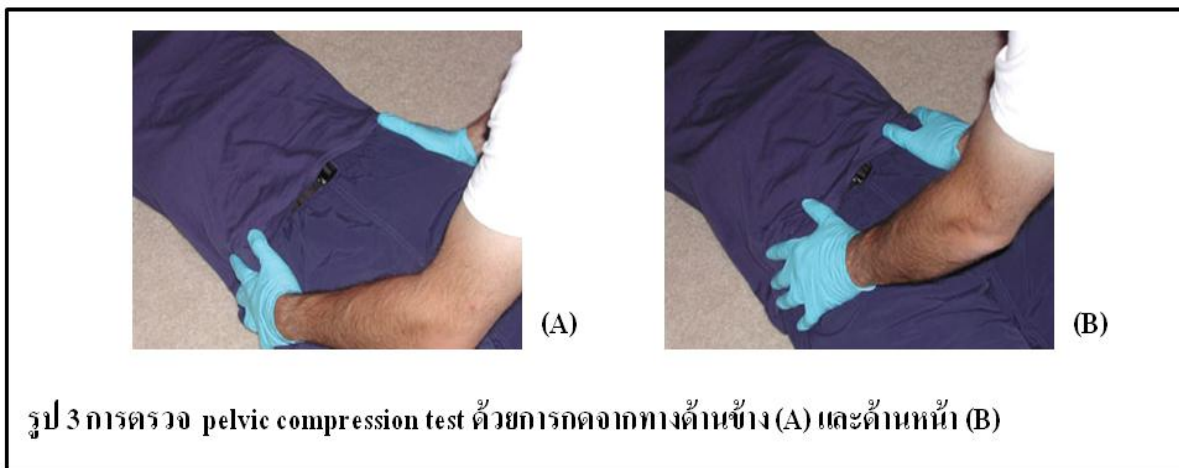 (A)
(B)
รูป 3 การตรวจ pelvic compression test ด้วยการกดจากทางด้านข้าง (A) และด้านหน้า (B)